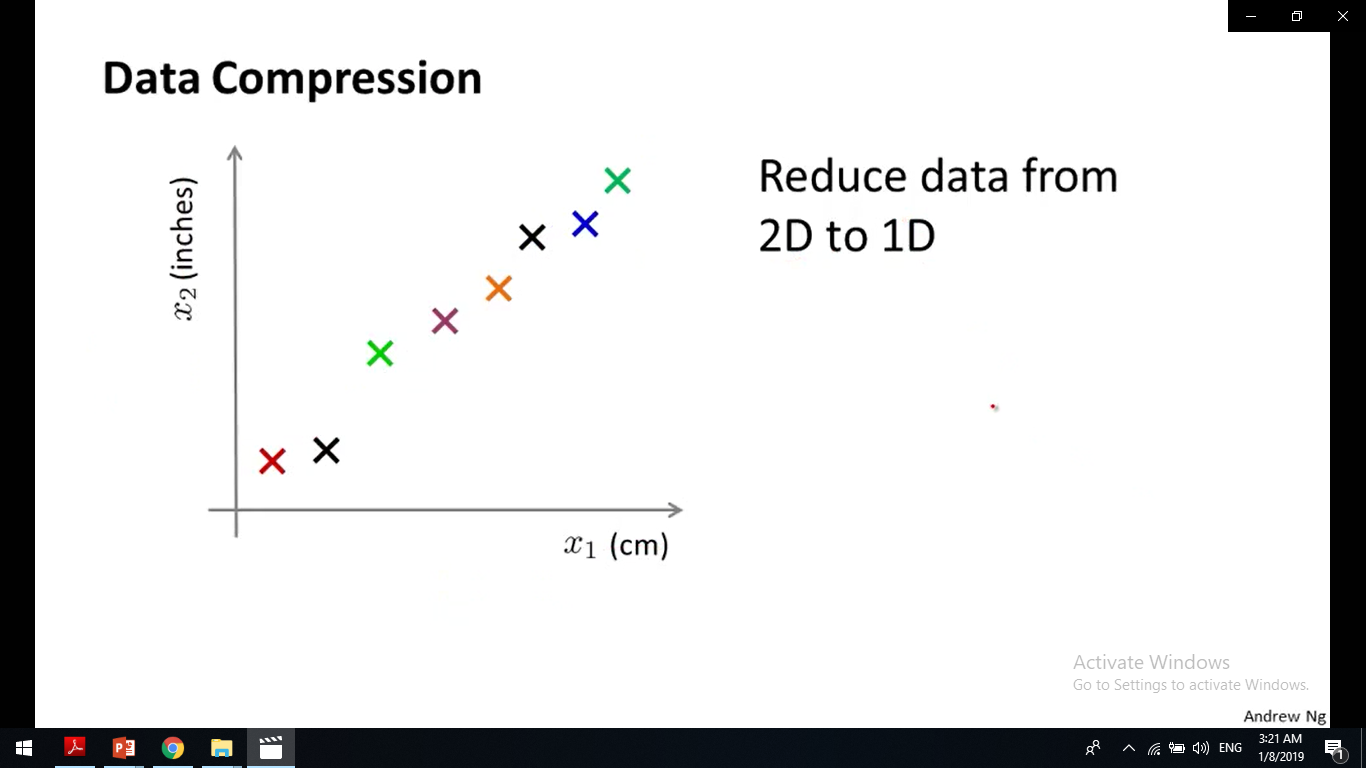 Data Compression
x₂ (inches)
Reduce data from
2D to 1D
x₁ (cm)
Activate Windows
Go to Settings to activate Windows.
Andrew Ng
ENG
3:21 AM
1/8/2019
1